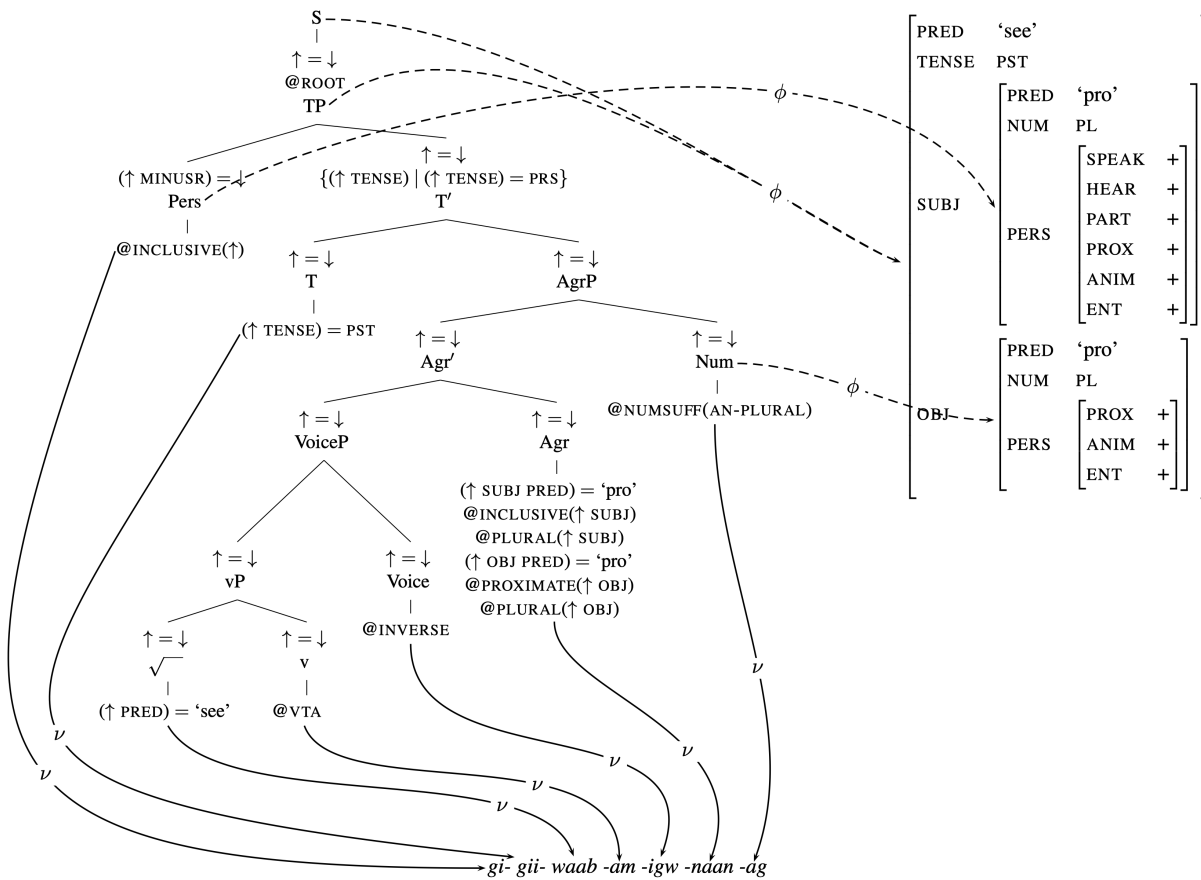 S
↑ = ↓
@ROOT
TP
(↑ MINUSR) = ↓
Pers
@INCLUSIVE(↑)
↑ = ↓
{(↑ TENSE) | (↑ TENSE) = PRS}
T′
↑ = ↓
T
(↑ TENSE) = PST
↑ = ↓
AgrP
↑ = ↓
Agr′
↑ = ↓
Num
@NUMSUFF(AN-PLURAL)
↑ = ↓
VoiceP
↑ = ↓
Agr
(↑ SUBJ PRED) = ‘pro’
@INCLUSIVE(↑ SUBJ)
@PLURAL(↑ SUBJ)
(↑ OBJ PRED) = ‘pro’
@PROXIMATE(↑ OBJ)
@PLURAL(↑ OBJ)
↑ = ↓
vP
↑ = ↓
Voice
@INVERSE
↑ = ↓
√
(↑ PRED) = ‘see’
↑ = ↓
v
@VTA
ν
ν
ν
ν
ν
ν
ν
gi- gii- waab -am -igw -naan -ag
ϕ
ϕ
ϕ
PRED ‘see’
TENSE PST
SUBJ
PRED ‘pro’
NUM PL
PERS
SPEAK +
HEAR +
PART +
PROX +
ANIM +
ENT +
OBJ
PRED ‘pro’
NUM PL
PERS
PROX +
ANIM +
ENT +